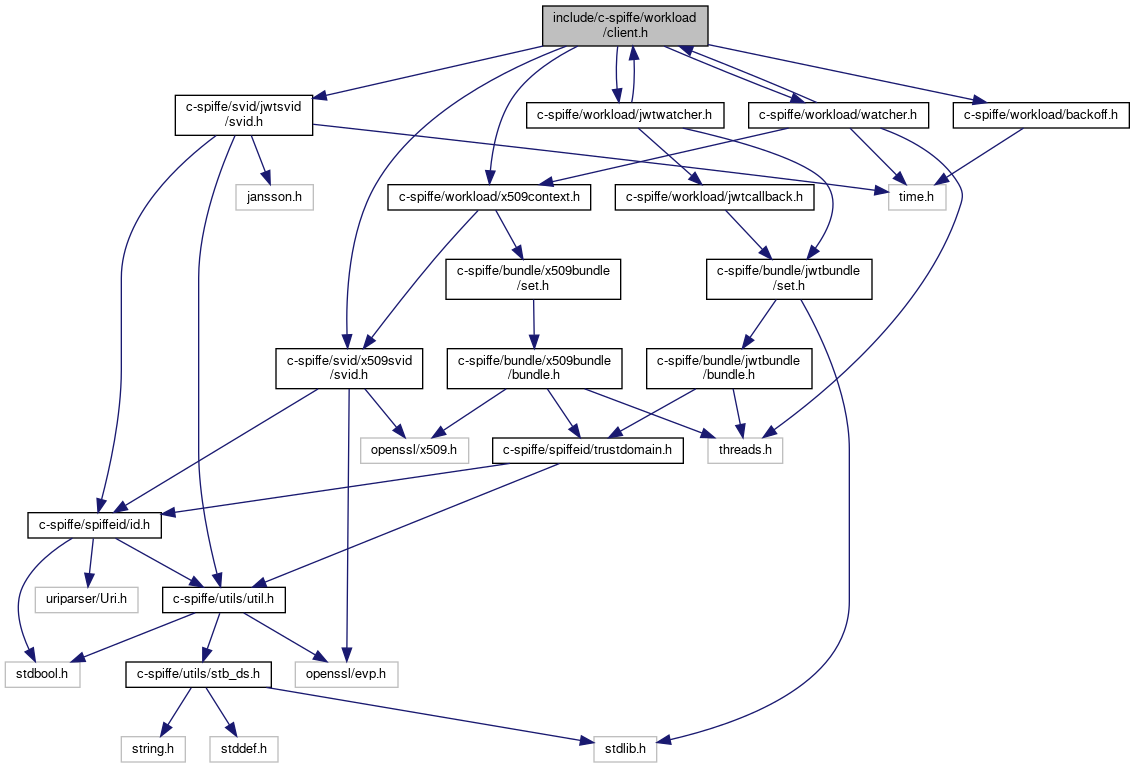 include/c-spiffe/workload
/client.h
c-spiffe/svid/jwtsvid
/svid.h
c-spiffe/workload/jwtwatcher.h
c-spiffe/workload/watcher.h
c-spiffe/workload/backoff.h
jansson.h
c-spiffe/workload/x509context.h
c-spiffe/workload/jwtcallback.h
time.h
c-spiffe/bundle/x509bundle
/set.h
c-spiffe/bundle/jwtbundle
/set.h
c-spiffe/svid/x509svid
/svid.h
c-spiffe/bundle/x509bundle
/bundle.h
c-spiffe/bundle/jwtbundle
/bundle.h
openssl/x509.h
c-spiffe/spiffeid/trustdomain.h
threads.h
c-spiffe/spiffeid/id.h
uriparser/Uri.h
c-spiffe/utils/util.h
stdbool.h
c-spiffe/utils/stb_ds.h
openssl/evp.h
string.h
stddef.h
stdlib.h